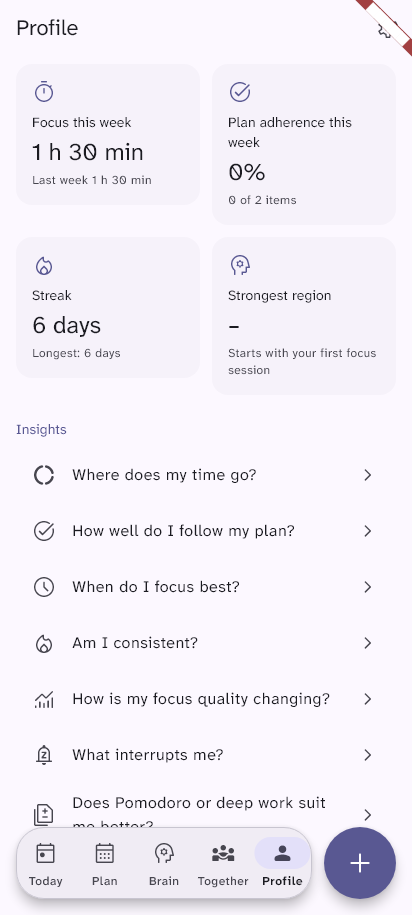 Profile
Focus this week
1 h 30 min
Last week 1 h 30 min
Plan adherence this
week
0%
0 of 2 items
Streak
6 days
Longest: 6 days
Strongest region
–
Starts with your first focus
session
Insights
Where does my time go?
How well do I follow my plan?
When do I focus best?
Am I consistent?
How is my focus quality changing?
What interrupts me?
Does Pomodoro or deep work suit
me better?
Today
Plan
Brain
Together
Profile